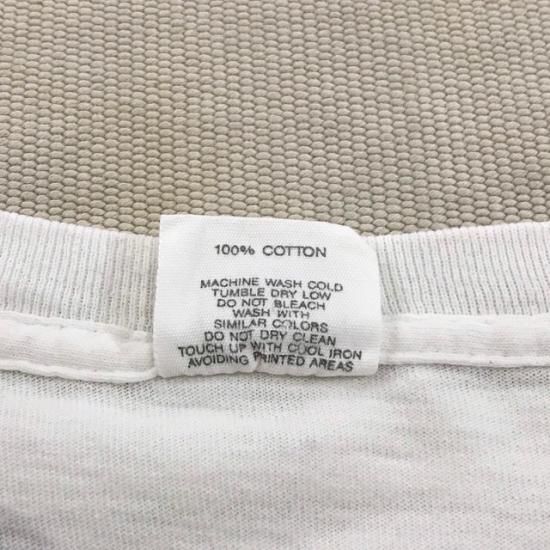 100% COTTON
MACHINE WASH COLD
TUMBLE DRY LOW
DO NOT BLEACH
WASH WITH
SIMILAR COLORS
DO NOT DRY CLEAN
TOUCH UP WITH COOL IRON
AVOIDING PRINTED AREAS